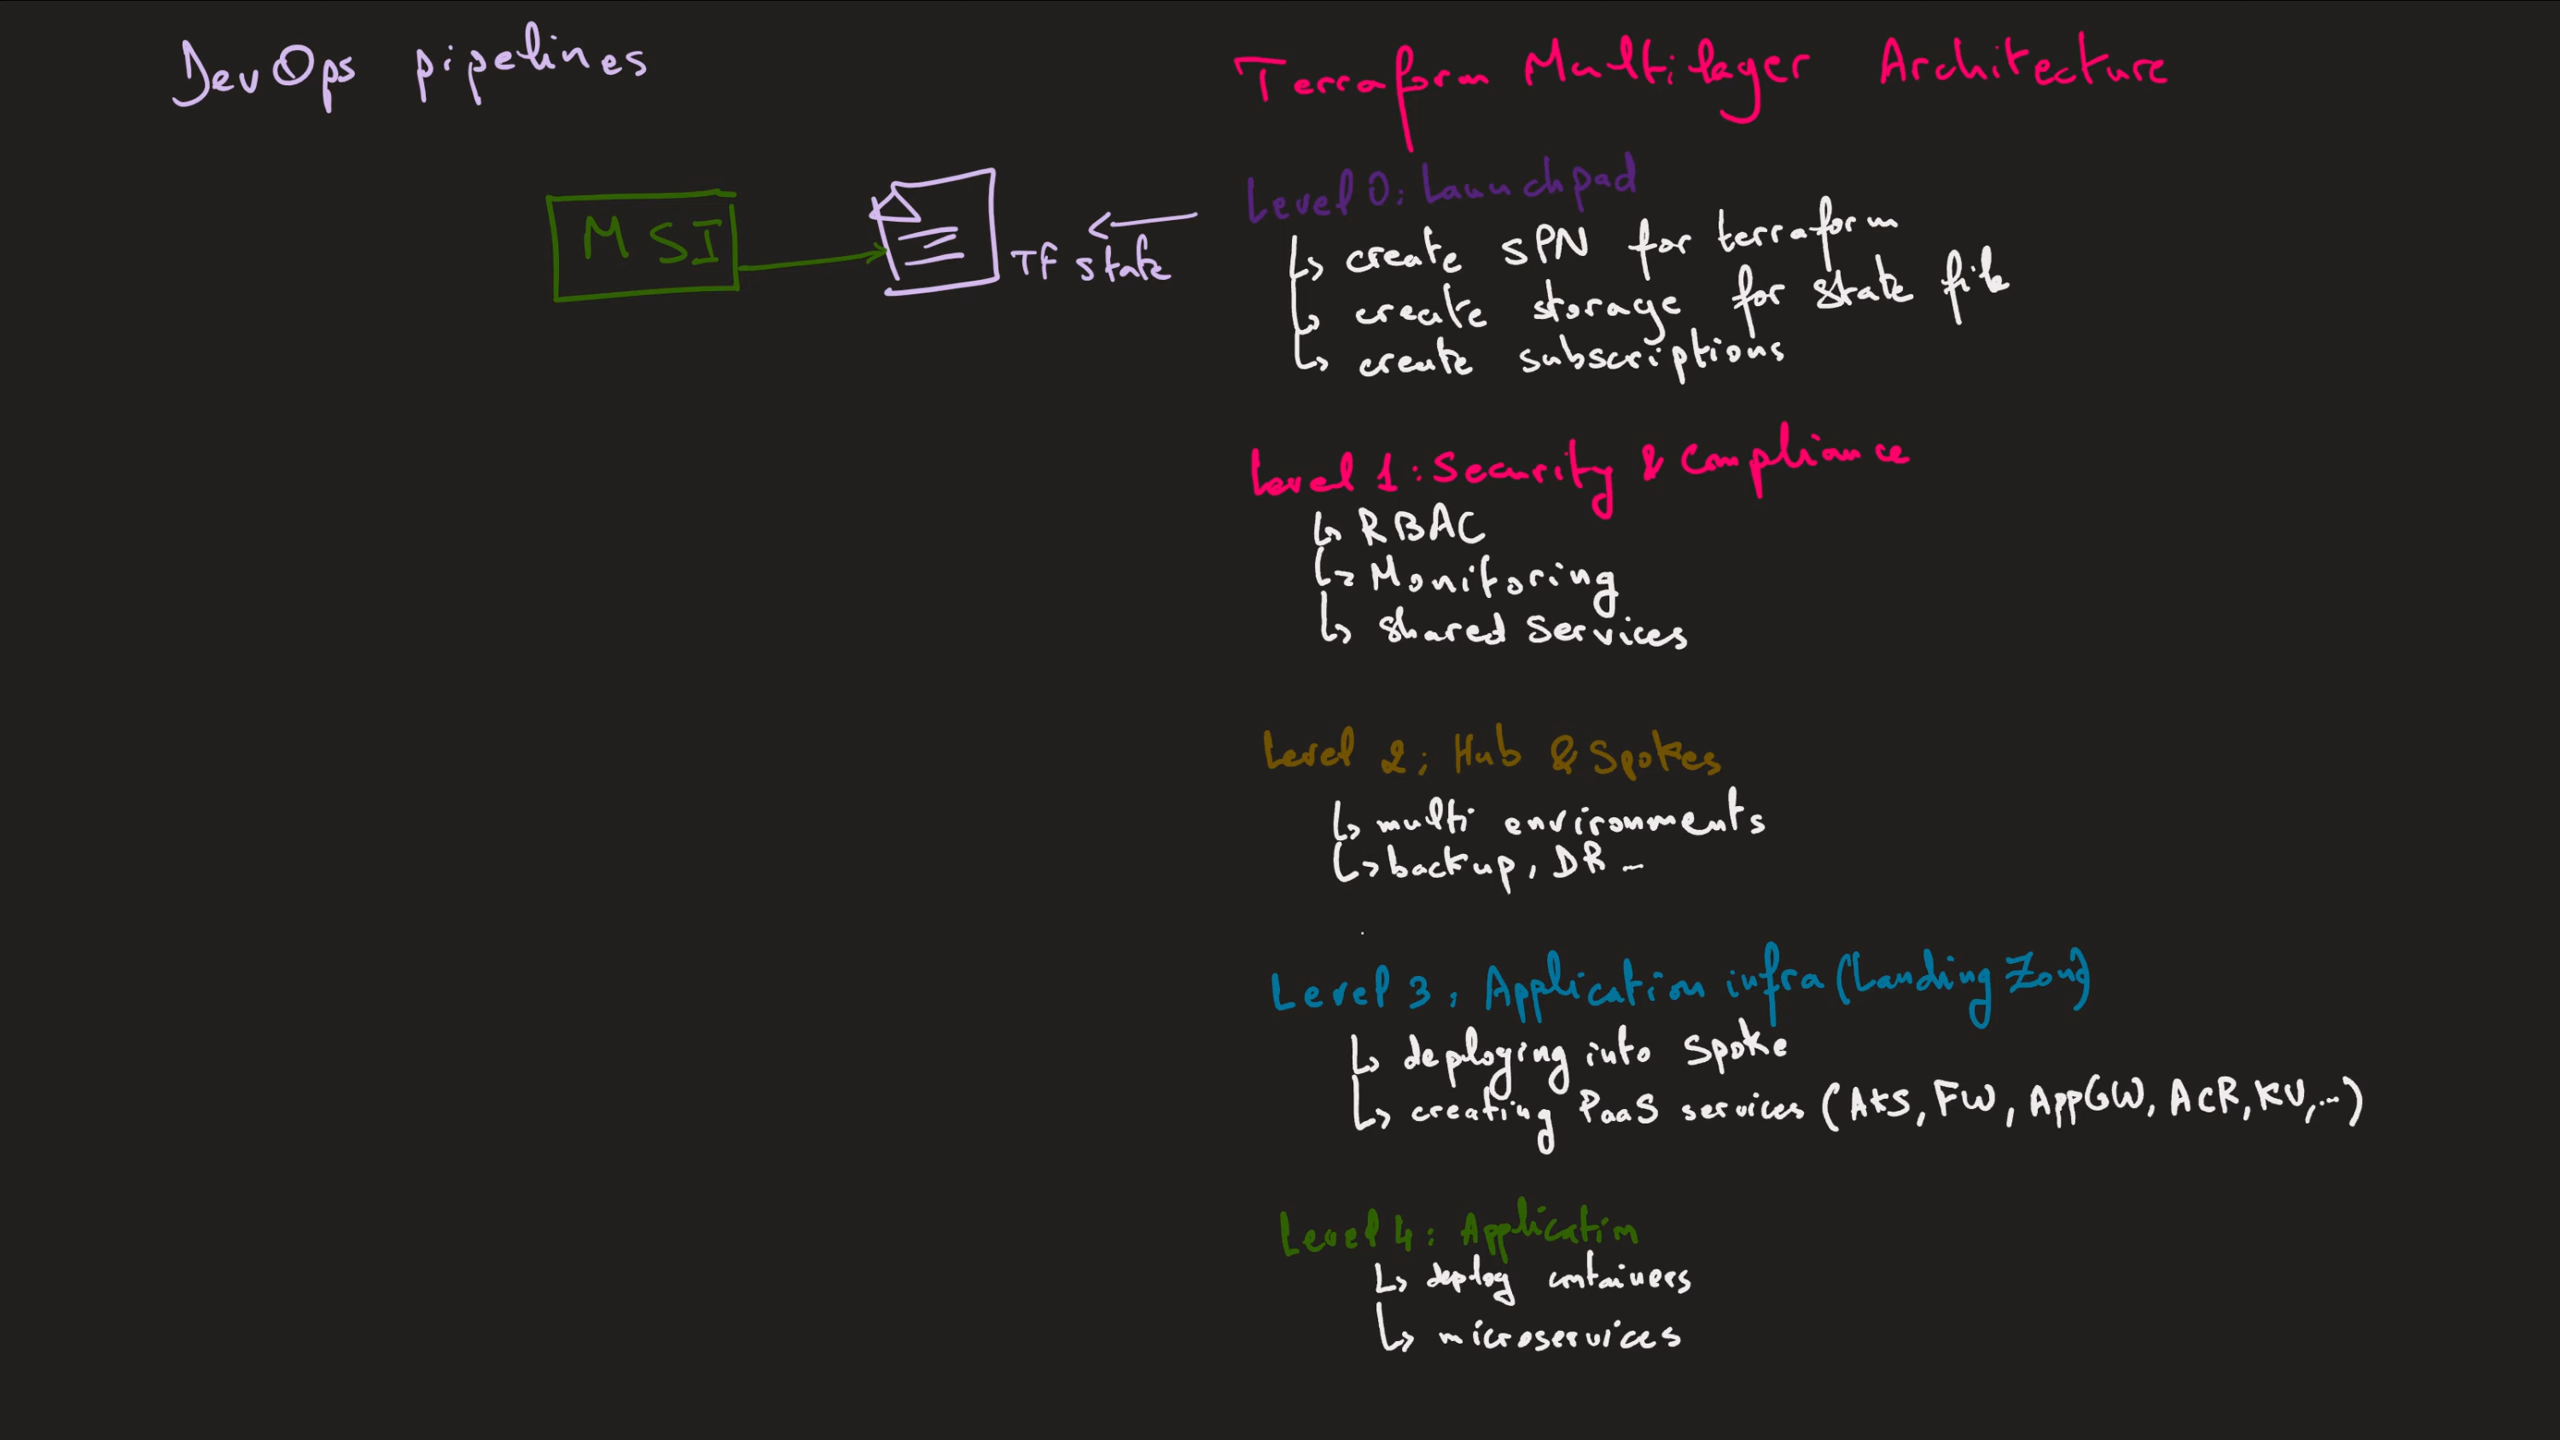 DevOps pipelines
Terraform Multilayer Architecture
MSI
TF state
Level 0: Launchpad
create SPN for terraform
create storage for state file
create subscriptions
Level 1: Security & Compliance
RBAC
Monitoring
Shared Services
Level 2: Hub & Spokes
multi environments
backup, DR _
Level 3: Application infra (Landing Zone)
deploying into Spoke
creating PaaS services (AKS, FW, AppGW, ACR, KV, ...)
Level 4: Application
deploy containers
microservices